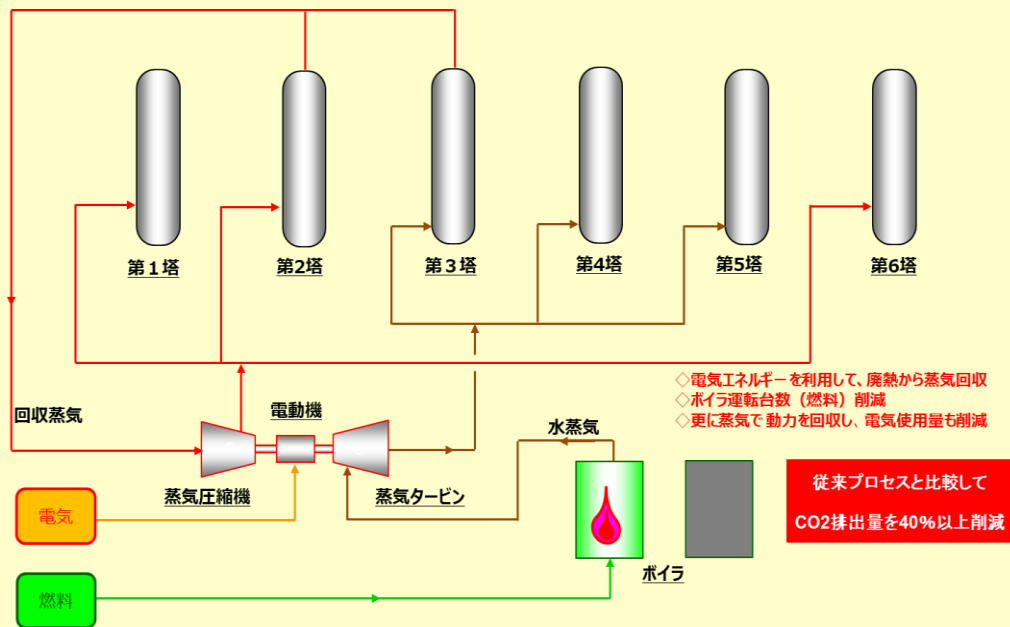 第1塔
第2塔
第３塔
第4塔
第5塔
第6塔
◇電気エネルギーを利用して、廃熱から蒸気回収
◇ボイラ運転台数（燃料）削減
◇更に蒸気で動力を回収し、電気使用量も削減
回収蒸気
電動機
水蒸気
蒸気圧縮機
蒸気タービン
従来プロセスと比較して
CO2排出量を40%以上削減
電気
ボイラ
燃料